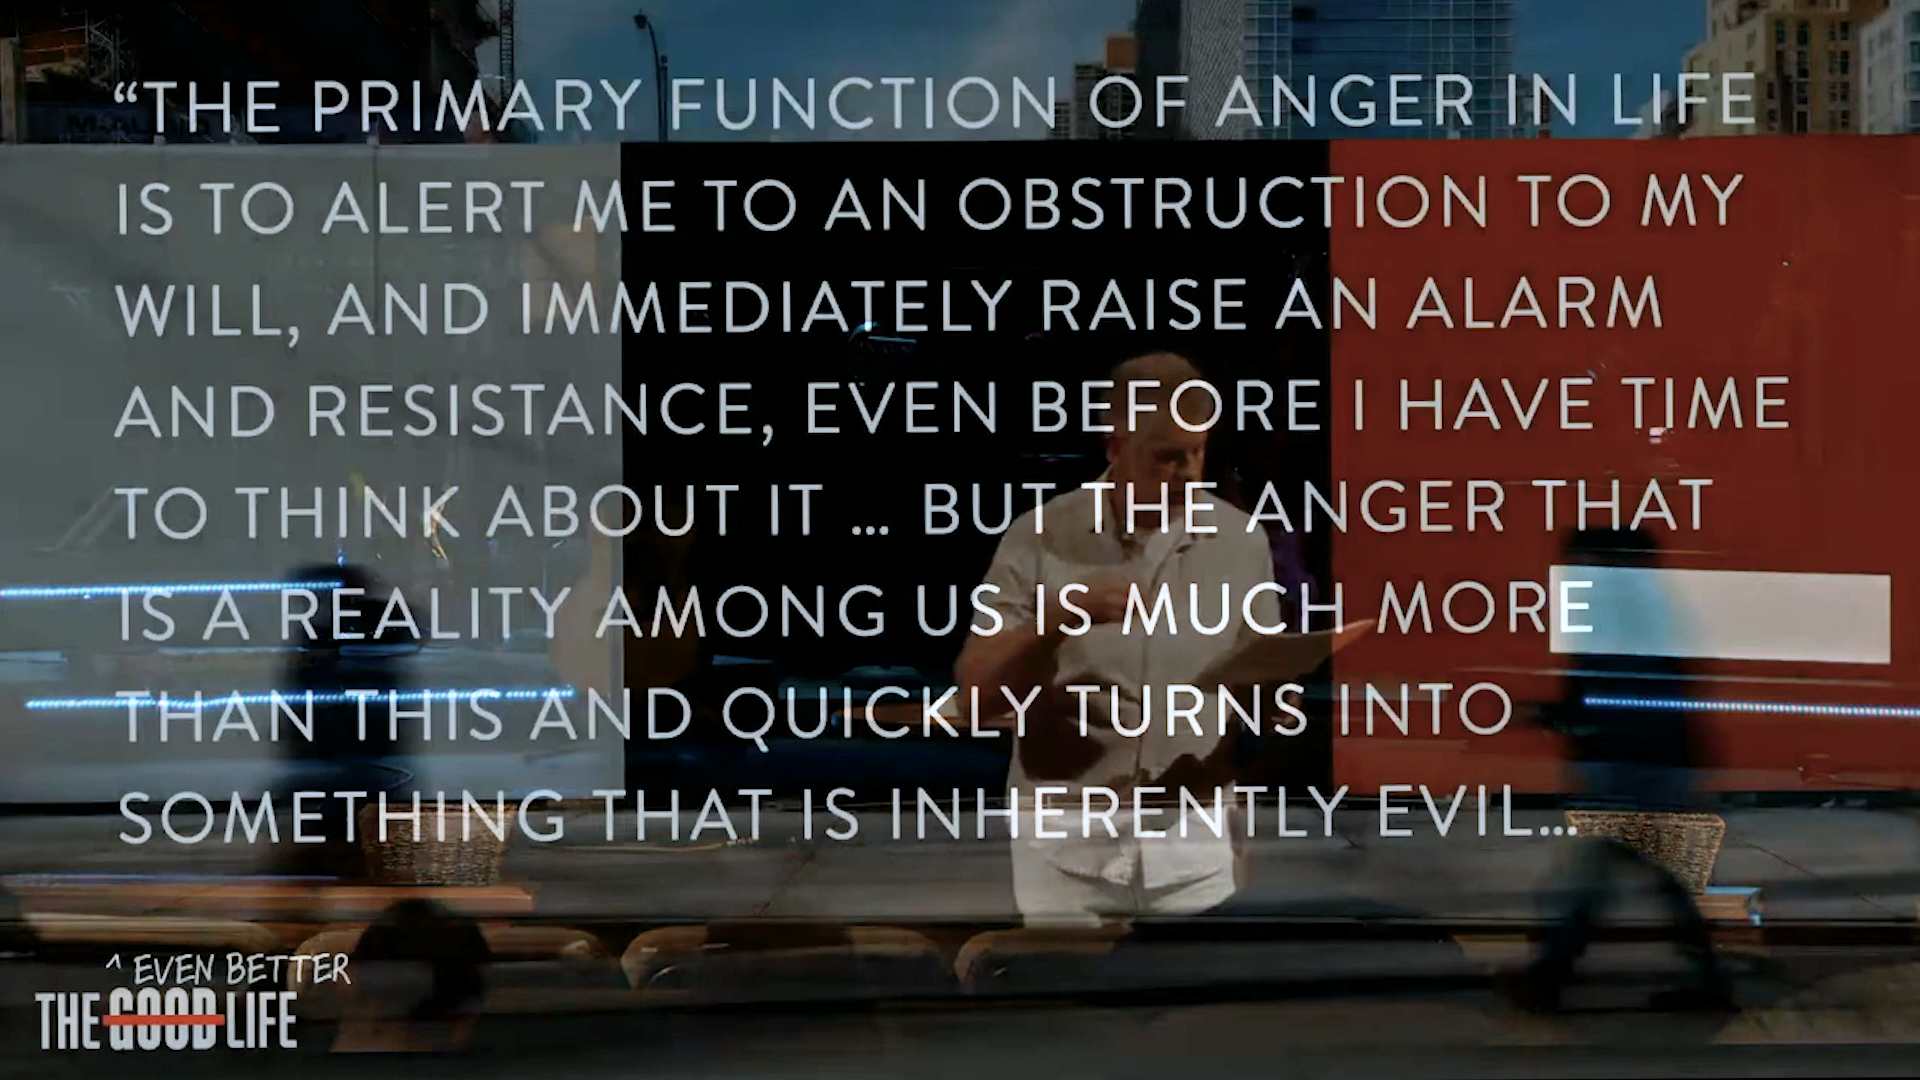 “THE PRIMARY FUNCTION OF ANGER IN LIFE
IS TO ALERT ME TO AN OBSTRUCTION TO MY
WILL, AND IMMEDIATELY RAISE AN ALARM
AND RESISTANCE, EVEN BEFORE I HAVE TIME
TO THINK ABOUT IT ... BUT THE ANGER THAT
IS A REALITY AMONG US IS MUCH MORE
THAN THIS AND QUICKLY TURNS INTO
SOMETHING THAT IS INHERENTLY EVIL...
^ EVEN BETTER
THE GOOD LIFE